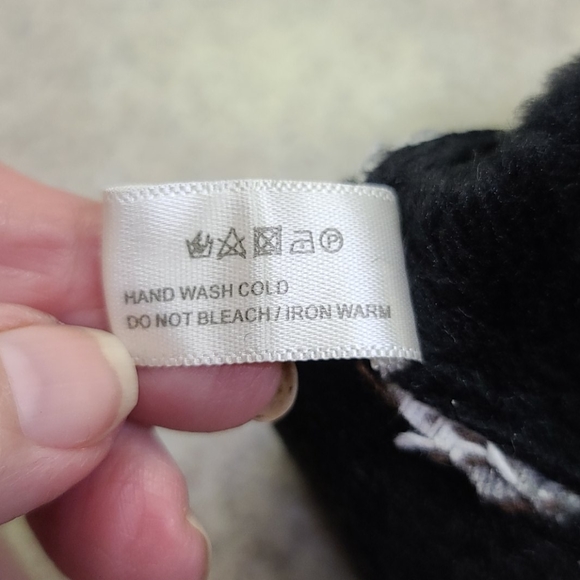 P
HAND WASH COLD
DO NOT BLEACH / IRON WARM